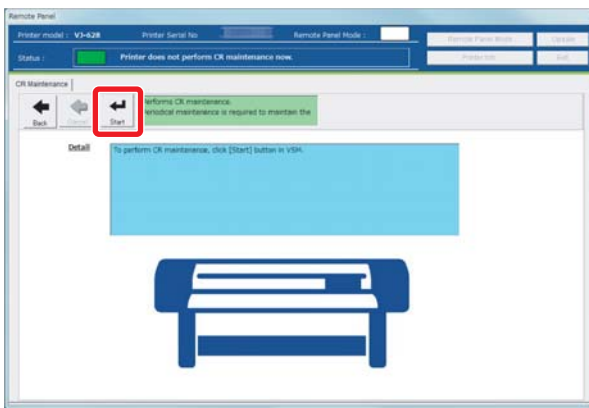 Remote Panel
Printer model : VJ-628 Printer Serial No Remote Panel Mode :
Remote Panel Mode Update
Status : Printer does not perform CR maintenance now.
Printer Info Exit
CR Maintenance
Back Start
Performs CR maintenance.
Periodical maintenance is required to maintain the
Detail
To perform CR maintenance, click [Start] button in VSM.